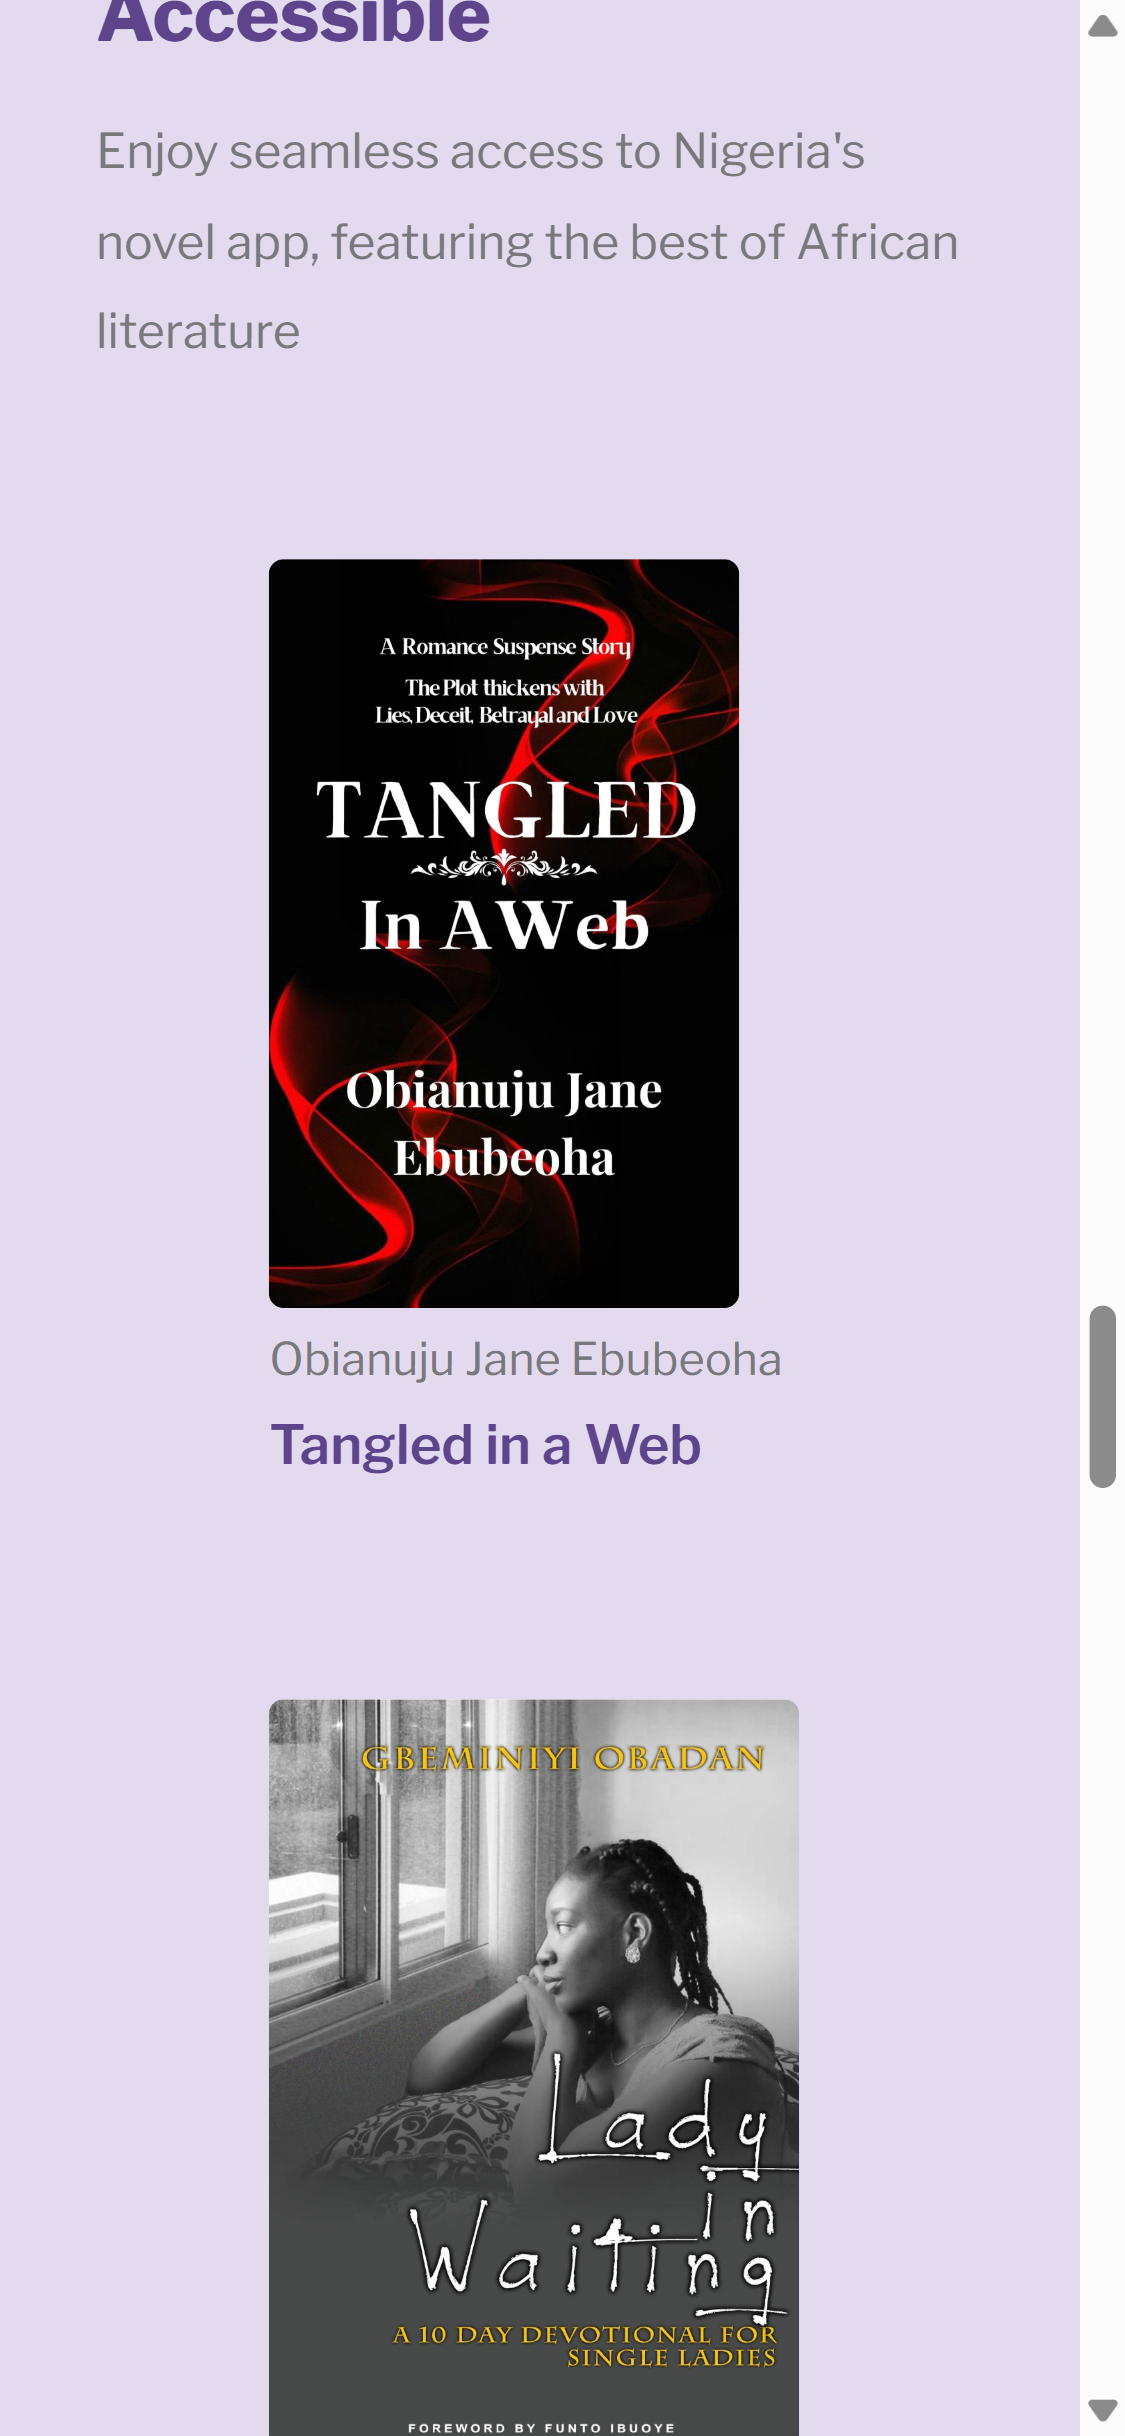 Accessible
Enjoy seamless access to Nigeria's
novel app, featuring the best of African
literature
A Romance Suspense Story
The Plot thickens with
Lies, Deceit, Betrayal and Love
TANGLED
In A Web
Obianuju Jane
Ebubeoha
Obianuju Jane Ebubeoha
Tangled in a Web
GBEMINIYI OBADAN
Lady
in
Waiting
A 10 DAY DEVOTIONAL FOR
SINGLE LADIES
FOREWORD BY FUNTO IBUOYE